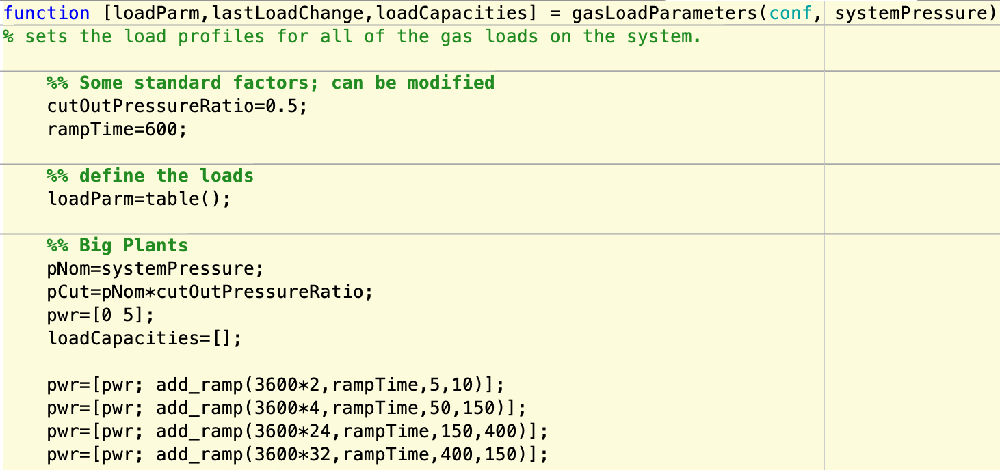 function [loadParm,lastLoadChange,loadCapacities] = gasLoadParameters(conf, systemPressure)
% sets the load profiles for all of the gas loads on the system.
%% Some standard factors; can be modified
cutOutPressureRatio=0.5;
rampTime=600;
%% define the loads
loadParm=table();
%% Big Plants
pNom=systemPressure;
pCut=pNom*cutOutPressureRatio;
pwr=[0 5];
loadCapacities=[];
pwr=[pwr; add_ramp(3600*2,rampTime,5,10)];
pwr=[pwr; add_ramp(3600*4,rampTime,50,150)];
pwr=[pwr; add_ramp(3600*24,rampTime,150,400)];
pwr=[pwr; add_ramp(3600*32,rampTime,400,150)];